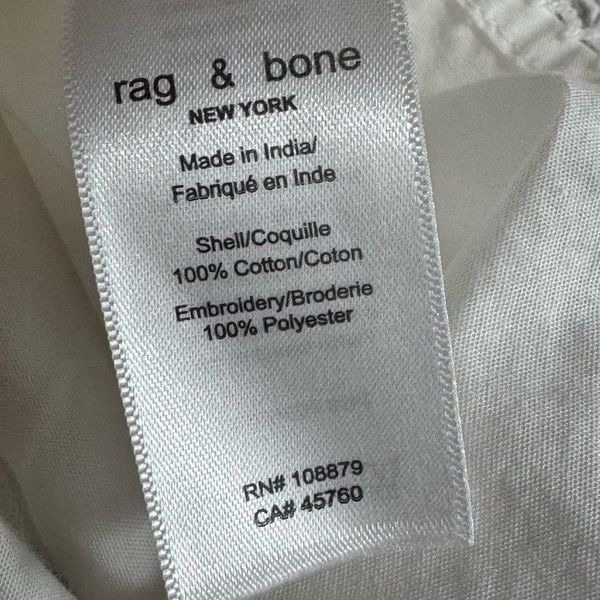 rag & bone
NEW YORK
Made in India/
Fabriqué en Inde
Shell/Coquille
100% Cotton/Coton
Embroidery/Broderie
100% Polyester
RN# 108879
CA# 45760